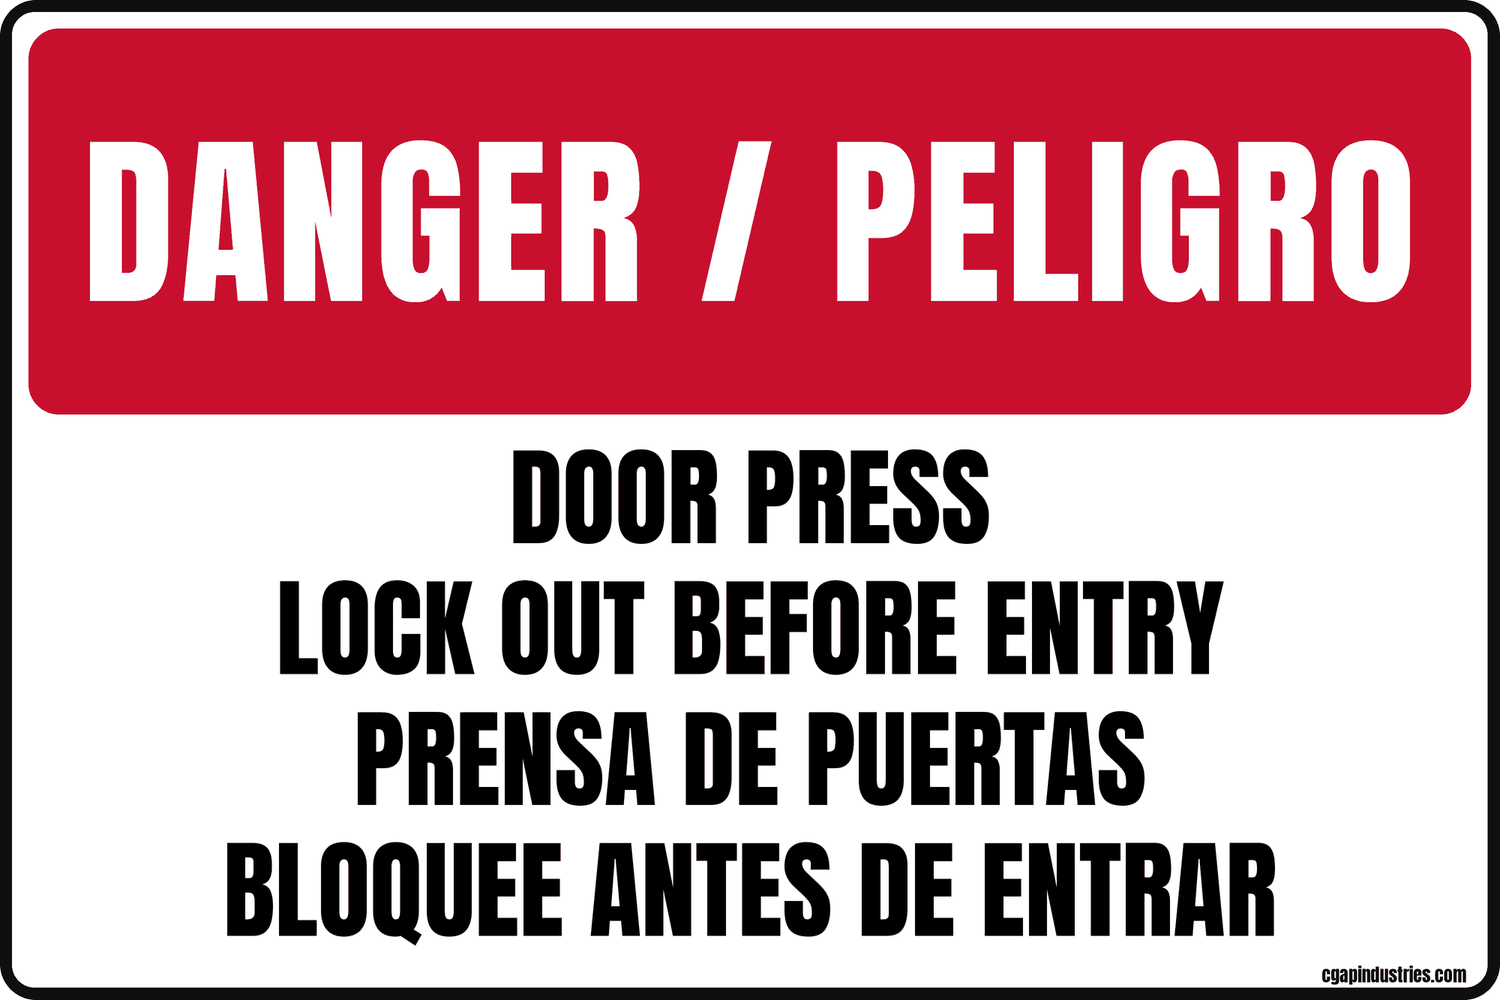 DANGER / PELIGRO
DOOR PRESS
LOCK OUT BEFORE ENTRY
PRENSA DE PUERTAS
BLOQUEE ANTES DE ENTRAR
cgapindustries.com